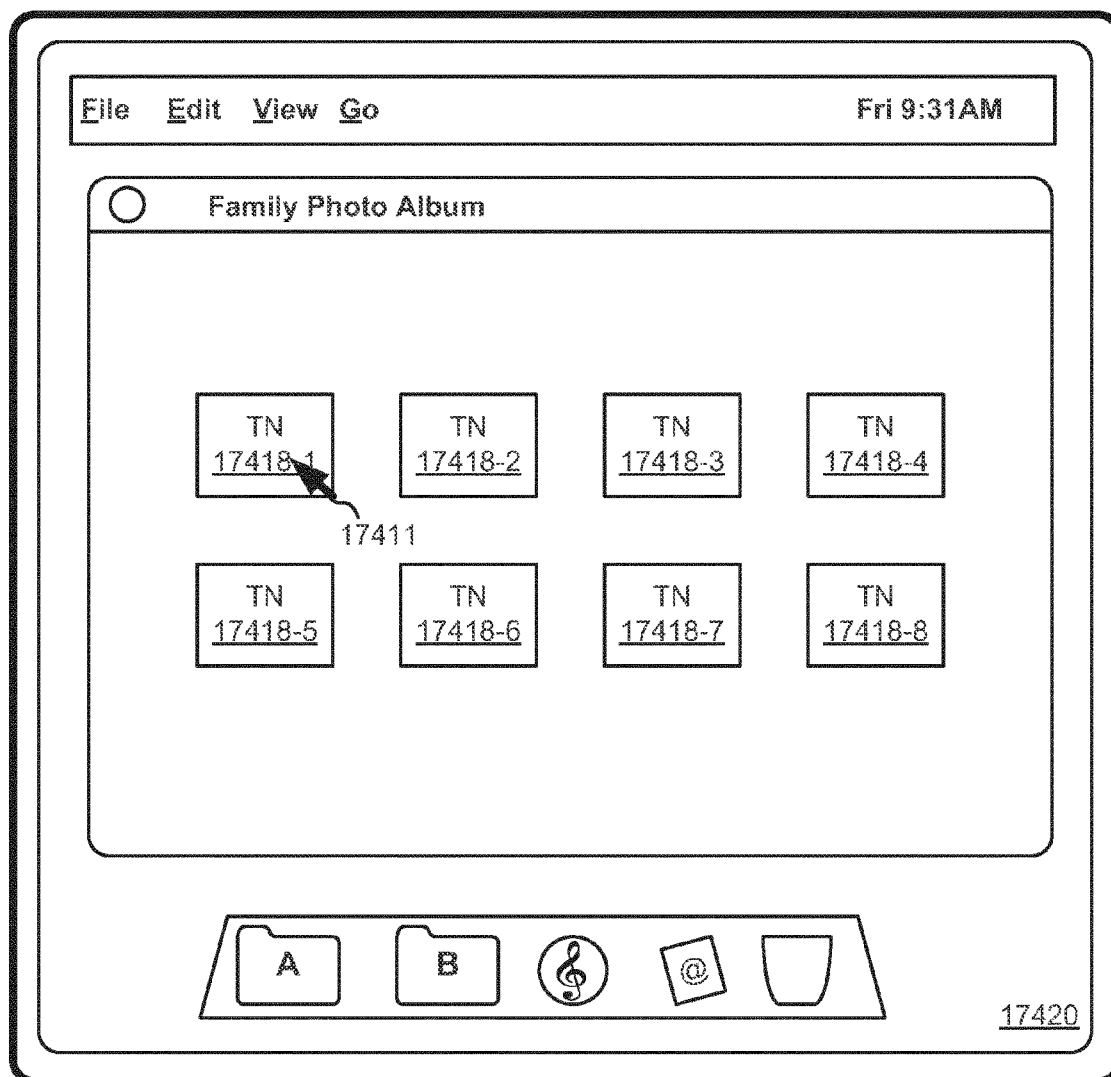 File Edit View Go Fri 9:31AM
Family Photo Album
TN TN TN TN
17418-1 17418-2 17418-3 17418-4
17411
TN TN TN TN
17418-5 17418-6 17418-7 17418-8
A B @
17420